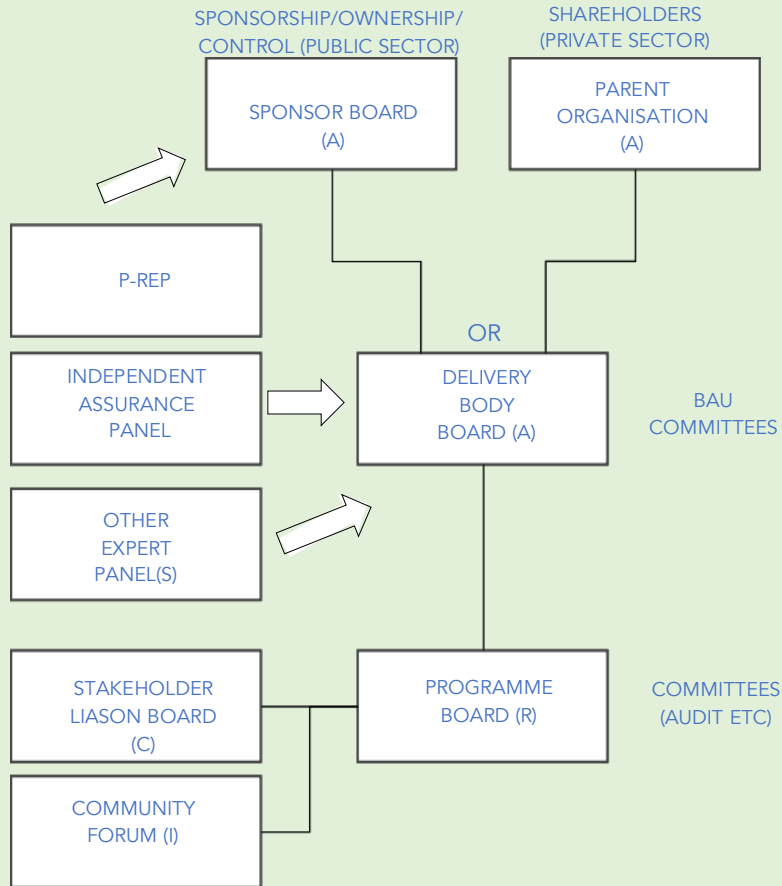 SPONSORSHIP/OWNERSHIP/
CONTROL (PUBLIC SECTOR)
SHAREHOLDERS
(PRIVATE SECTOR)
SPONSOR BOARD
(A)
PARENT
ORGANISATION
(A)
P-REP
OR
INDEPENDENT
ASSURANCE
PANEL
DELIVERY
BODY
BOARD (A)
BAU
COMMITTEES
OTHER
EXPERT
PANEL(S)
STAKEHOLDER
LIASON BOARD
(C)
PROGRAMME
BOARD (R)
COMMITTEES
(AUDIT ETC)
COMMUNITY
FORUM (I)